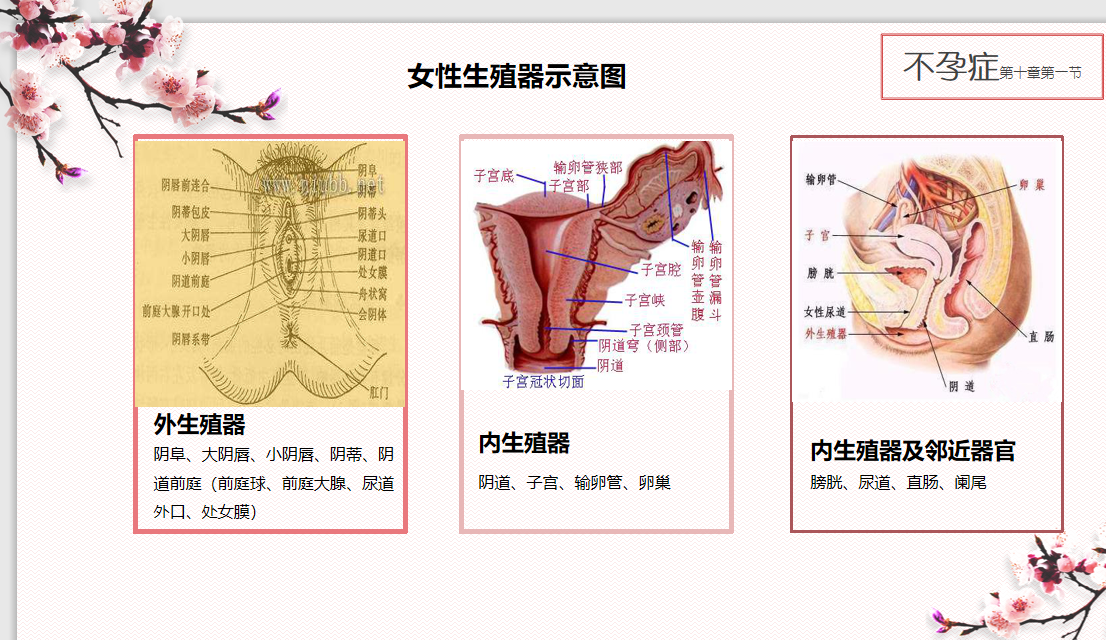 女性生殖器示意图
不孕症第十章第一节
www.ajubb.net
阴唇前连合
阴蒂包皮
大阴唇
小阴唇
阴道前庭
前庭大腺开口处
阴唇系带
阴阜
阴蒂
阴蒂头
尿道口
阴道口
处女膜
舟状窝
会阴体
肛门
外生殖器
阴阜、大阴唇、小阴唇、阴蒂、阴
道前庭（前庭球、前庭大腺、尿道
外口、处女膜）
子宫底
输卵管狭部
子宫部
输卵管壶腹
输卵管漏斗
子宫腔
子宫峡
子宫颈管
阴道穹（侧部）
阴道
子宫冠状切面
内生殖器
阴道、子宫、输卵管、卵巢
输卵管
卵巢
子宫
膀胱
女性尿道
外生殖器
直肠
阴道
内生殖器及邻近器官
膀胱、尿道、直肠、阑尾